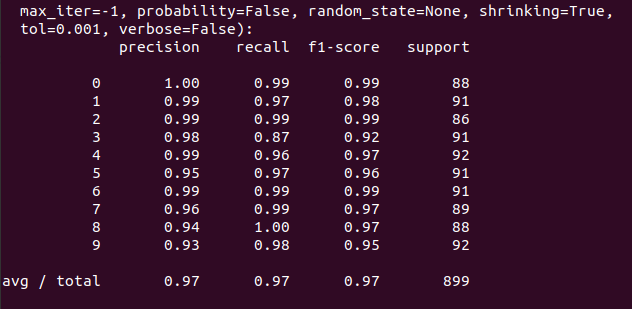 max_iter=-1, probability=False, random_state=None, shrinking=True,
tol=0.001, verbose=False):
precision recall f1-score support
0 1.00 0.99 0.99 88
1 0.99 0.97 0.98 91
2 0.99 0.99 0.99 86
3 0.98 0.87 0.92 91
4 0.99 0.96 0.97 92
5 0.95 0.97 0.96 91
6 0.99 0.99 0.99 91
7 0.96 0.99 0.97 89
8 0.94 1.00 0.97 88
9 0.93 0.98 0.95 92
avg / total 0.97 0.97 0.97 899